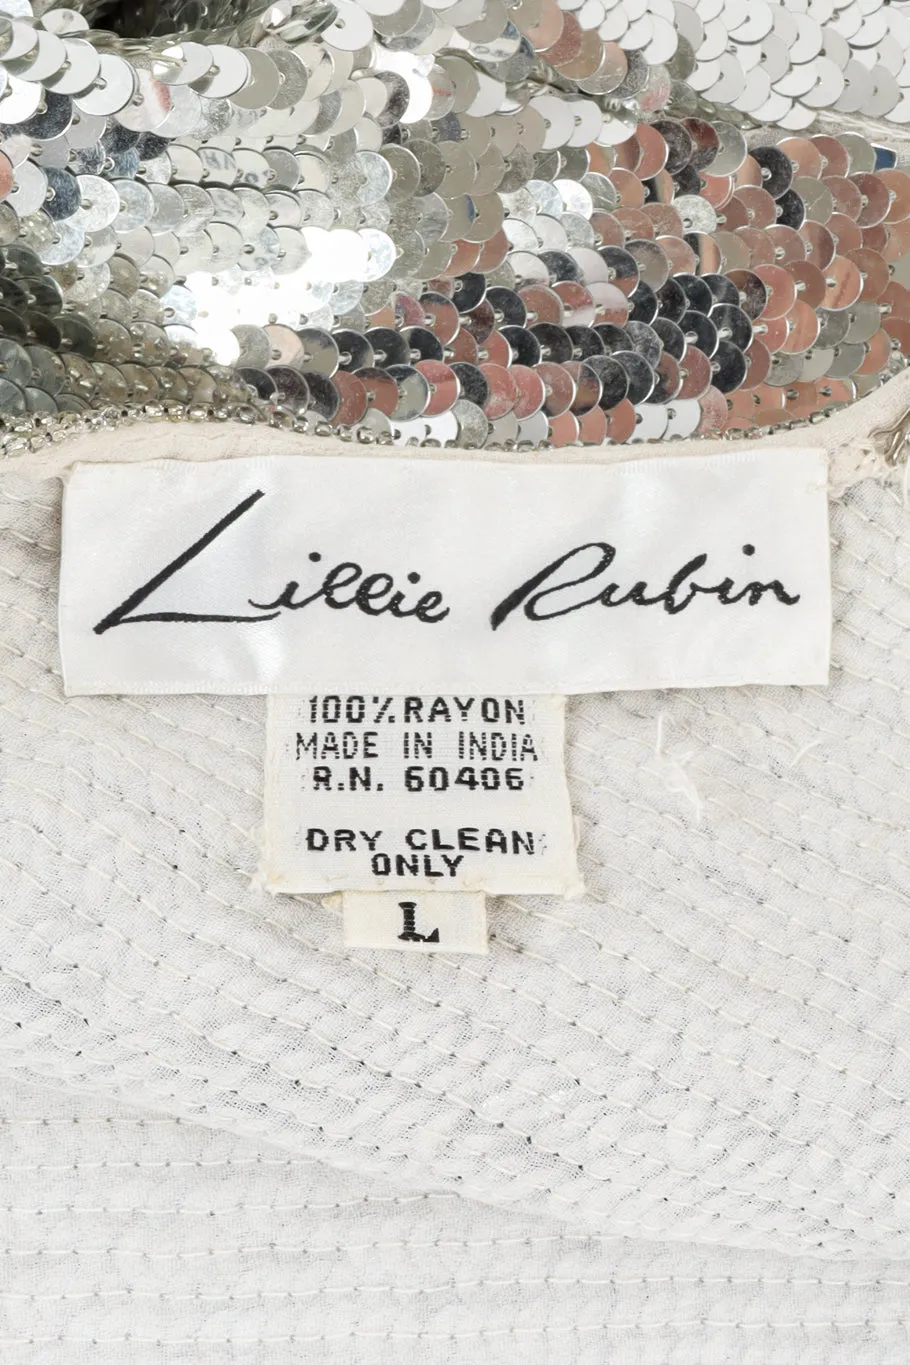 Lillie Rubin
100% RAYON
MADE IN INDIA
R.N. 60406
DRY CLEAN
ONLY
L